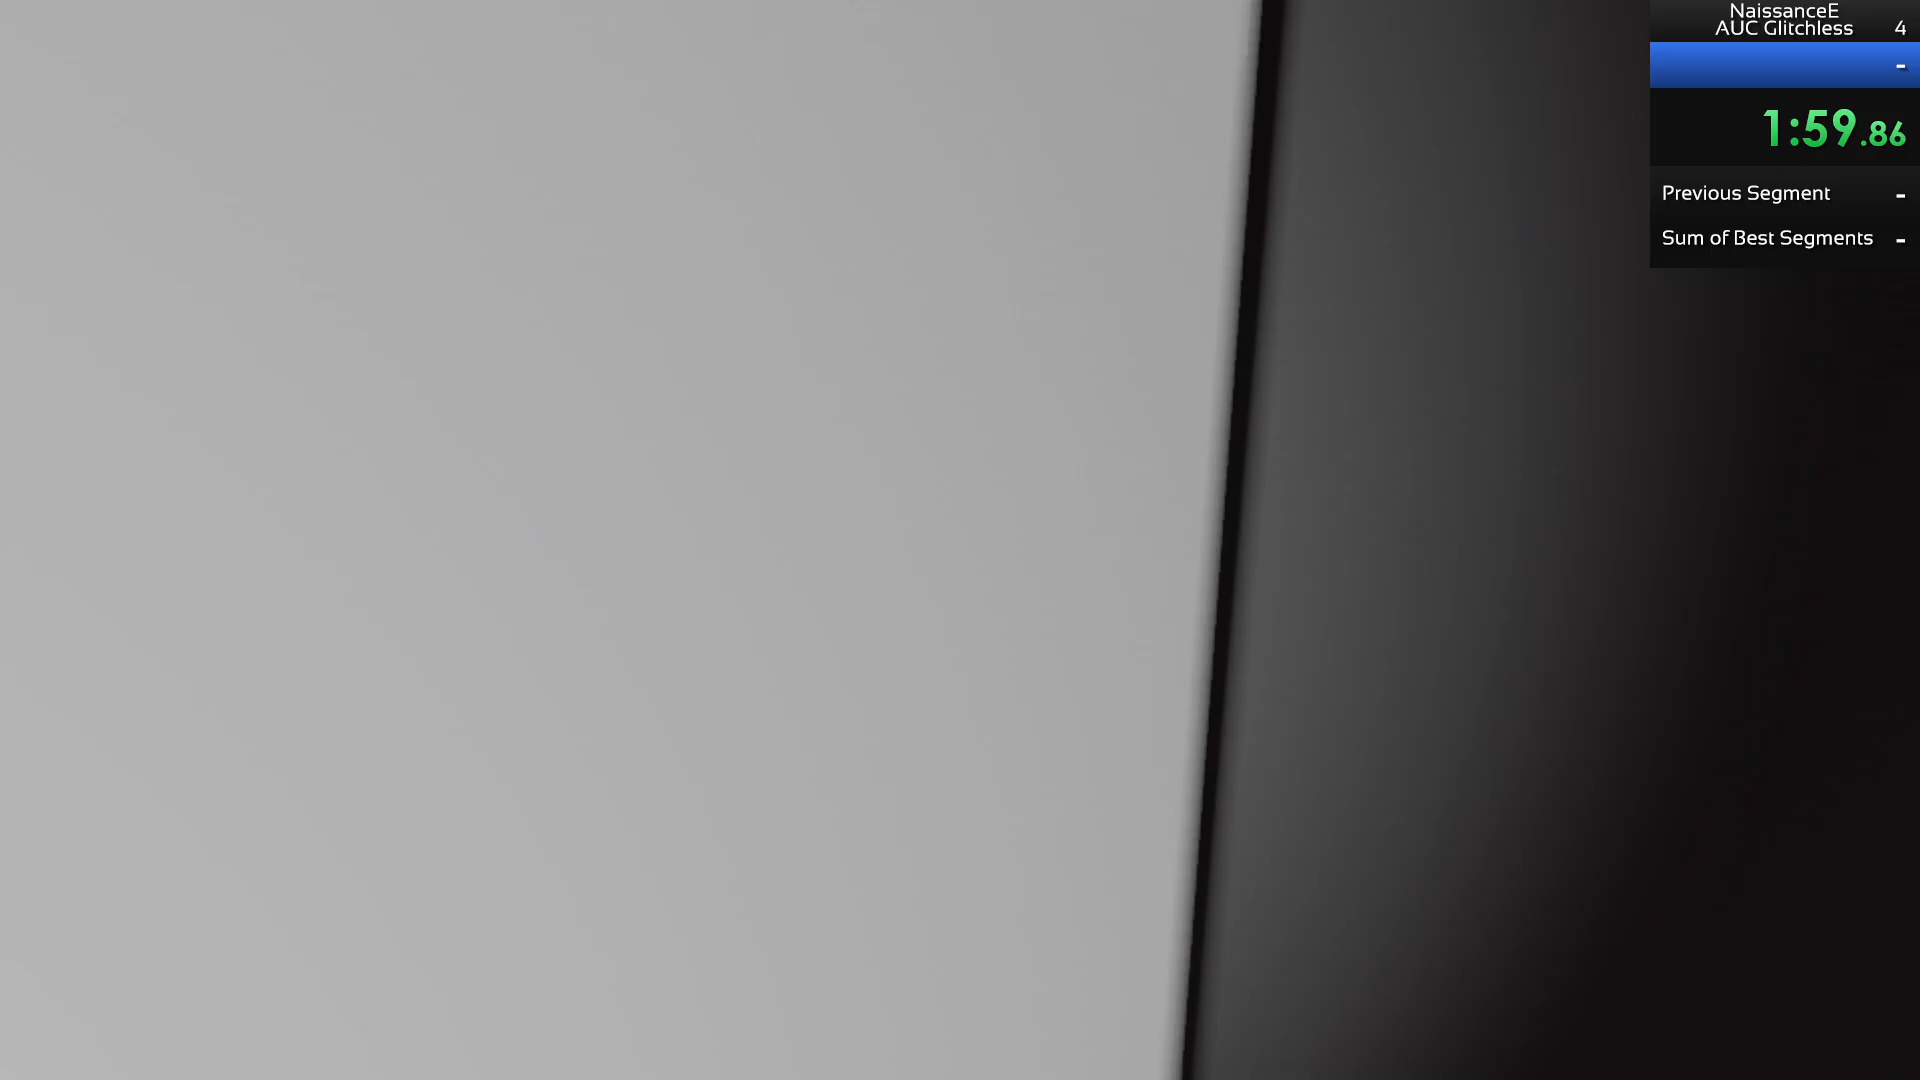 NaissanceE
AUC Glitchless 4
-
1:59.86
Previous Segment -
Sum of Best Segments -